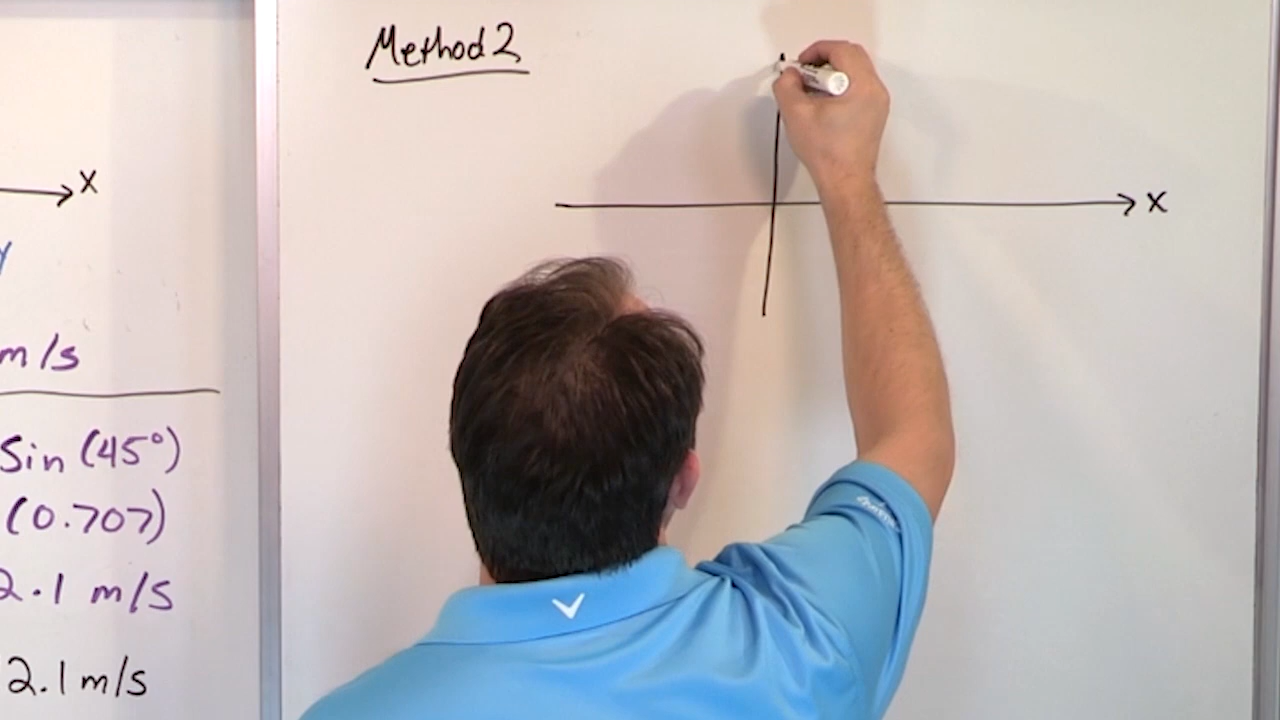 x
m/s
Sin (45°)
(0.707)
2.1 m/s
2.1 m/s
Method 2
x